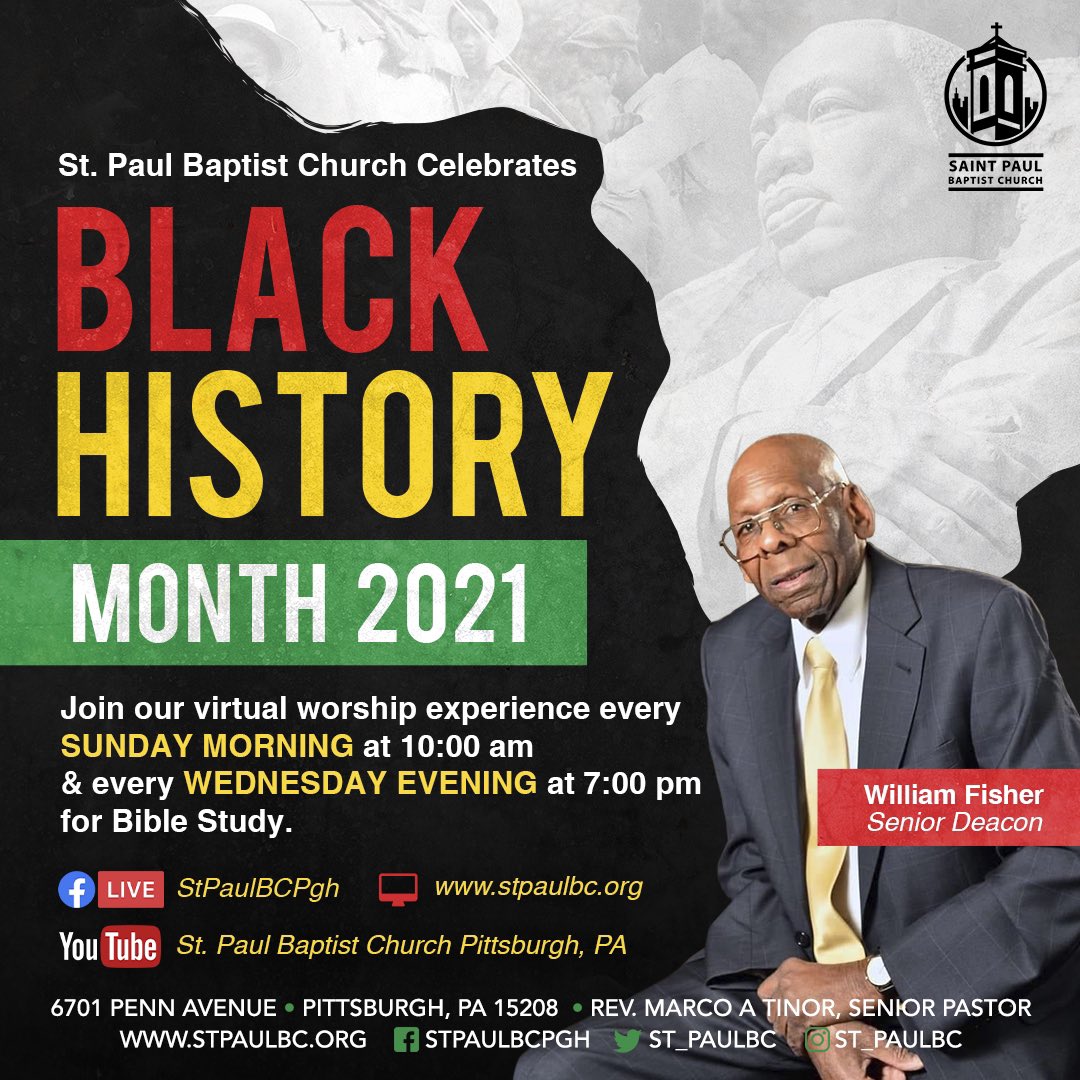 SAINT PAUL
BAPTIST CHURCH
St. Paul Baptist Church Celebrates
BLACK
HISTORY
MONTH 2021
Join our virtual worship experience every
SUNDAY MORNING at 10:00 am
& every WEDNESDAY EVENING at 7:00 pm
for Bible Study.
William Fisher
Senior Deacon
LIVE StPaulBCPgh www.stpaulbc.org
YouTube St. Paul Baptist Church Pittsburgh, PA
6701 PENN AVENUE • PITTSBURGH, PA 15208 • REV. MARCO A TINOR, SENIOR PASTOR
WWW.STPAULBC.ORG STPAULBCPGH ST_PAULBC ST_PAULBC